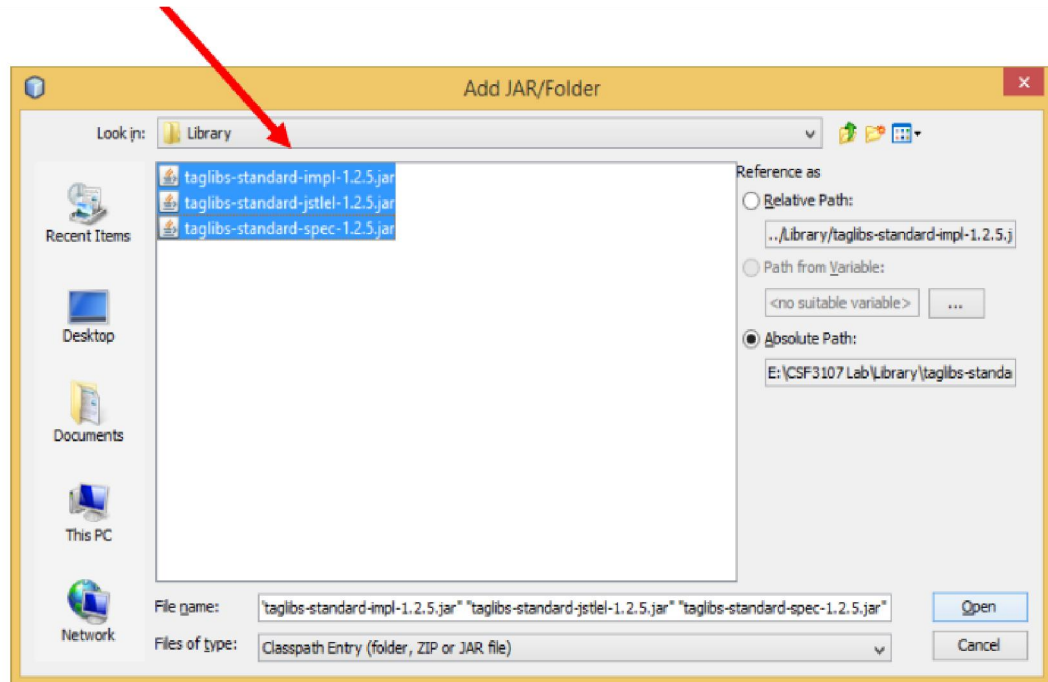 Add JAR/Folder
Look in:
Library
taglibs-standard-impl-1.2.5.jar
taglibs-standard-jstlel-1.2.5.jar
taglibs-standard-spec-1.2.5.jar
Recent Items
Desktop
Documents
This PC
Network
Reference as
Relative Path:
../Library/taglibs-standard-impl-1.2.5.j
Path from Variable:
<no suitable variable> ...
Absolute Path:
E:\CSF3107 Lab\Library\taglibs-standa
File name: "taglibs-standard-impl-1.2.5.jar" "taglibs-standard-jstlel-1.2.5.jar" "taglibs-standard-spec-1.2.5.jar" Open
Files of type: Classpath Entry (folder, ZIP or JAR file) Cancel